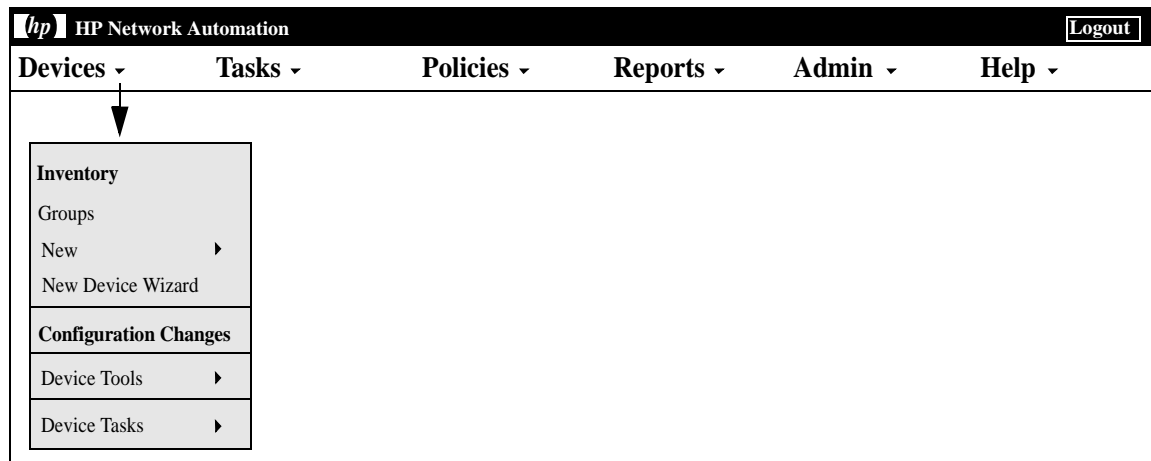 (hp) HP Network Automation Logout
Devices Tasks Policies Reports Admin Help
Inventory
Groups
New
New Device Wizard
Configuration Changes
Device Tools
Device Tasks